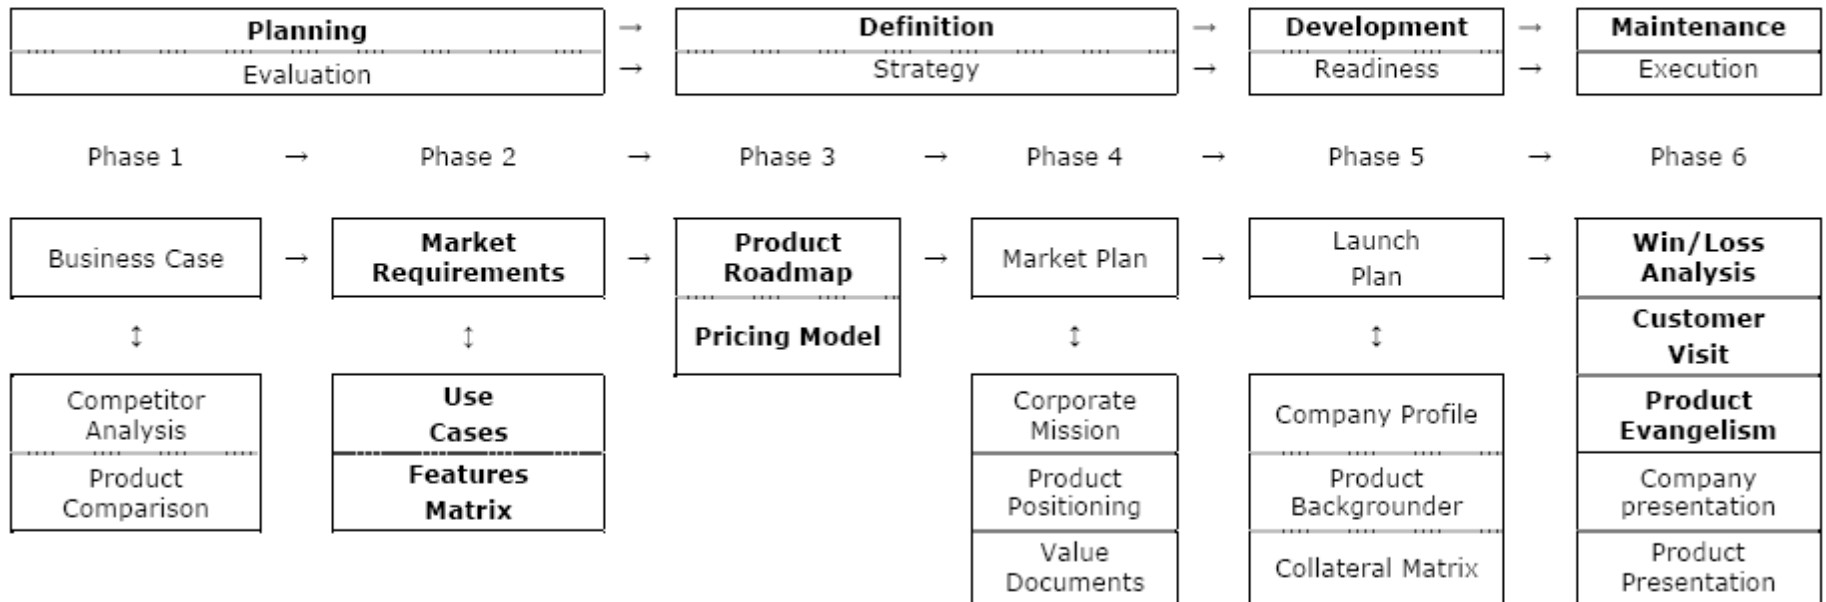 Planning → Definition → Development → Maintenance
Evaluation → Strategy → Readiness → Execution
Phase 1 → Phase 2 → Phase 3 → Phase 4 → Phase 5 → Phase 6
Business Case
→
Market
Requirements
→
Product
Roadmap
Pricing Model
→
Market Plan
→
Launch
Plan
→
Win/Loss
Analysis
Customer
Visit
Product
Evangelism
Company
presentation
Product
Presentation
↕
Competitor
Analysis
Product
Comparison
↕
Use
Cases
Features
Matrix
↕
Corporate
Mission
Product
Positioning
Value
Documents
↕
Company Profile
Product
Backgrounder
Collateral Matrix